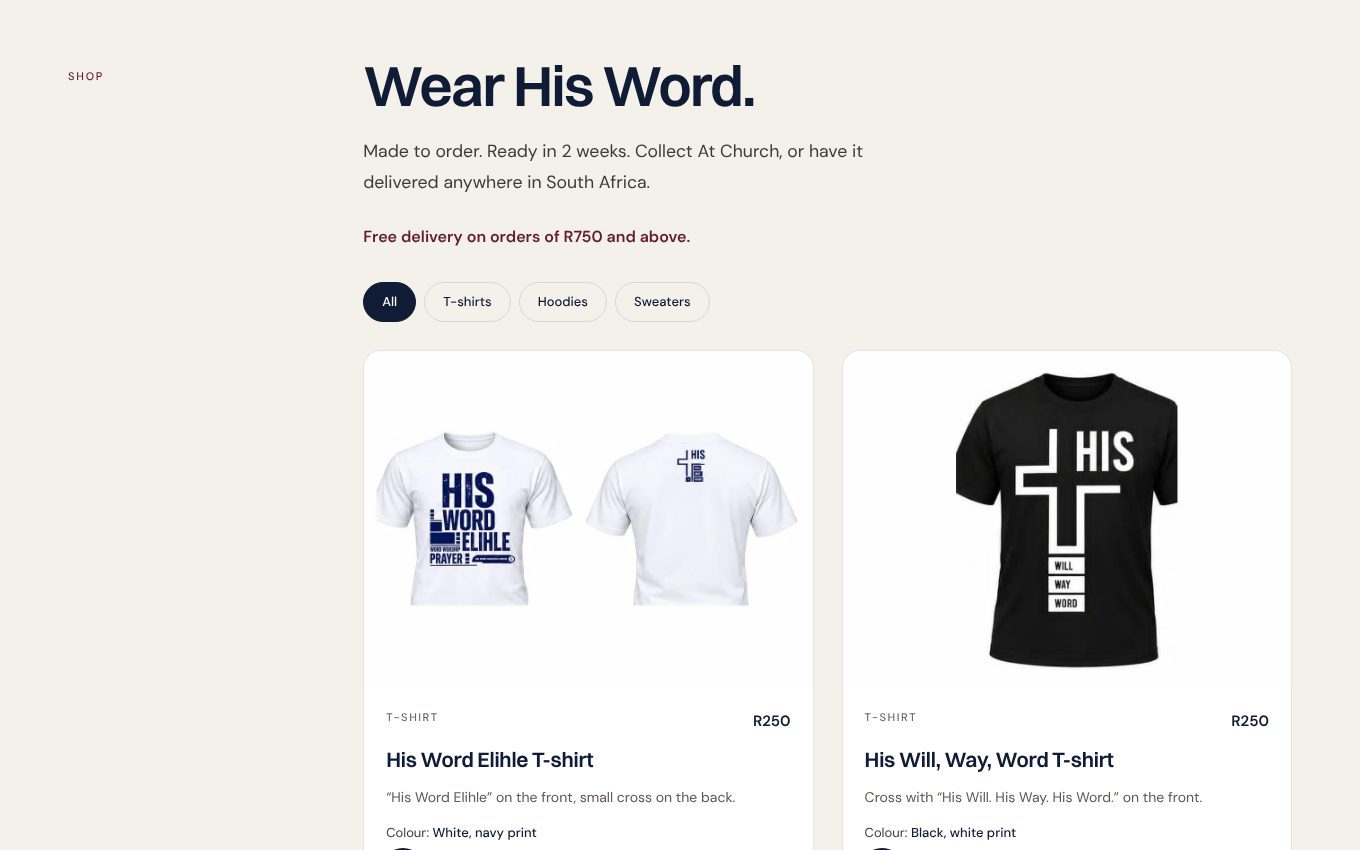 SHOP
Wear His Word.
Made to order. Ready in 2 weeks. Collect At Church, or have it
delivered anywhere in South Africa.
Free delivery on orders of R750 and above.
All
T-shirts
Hoodies
Sweaters
HIS
WORD
ELIHLE
WORD WORSHIP
PRAYER
HIS
HIS
WILL
WAY
WORD
T-SHIRT
R250
His Word Elihle T-shirt
“His Word Elihle” on the front, small cross on the back.
Colour: White, navy print
T-SHIRT
R250
His Will, Way, Word T-shirt
Cross with “His Will. His Way. His Word.” on the front.
Colour: Black, white print